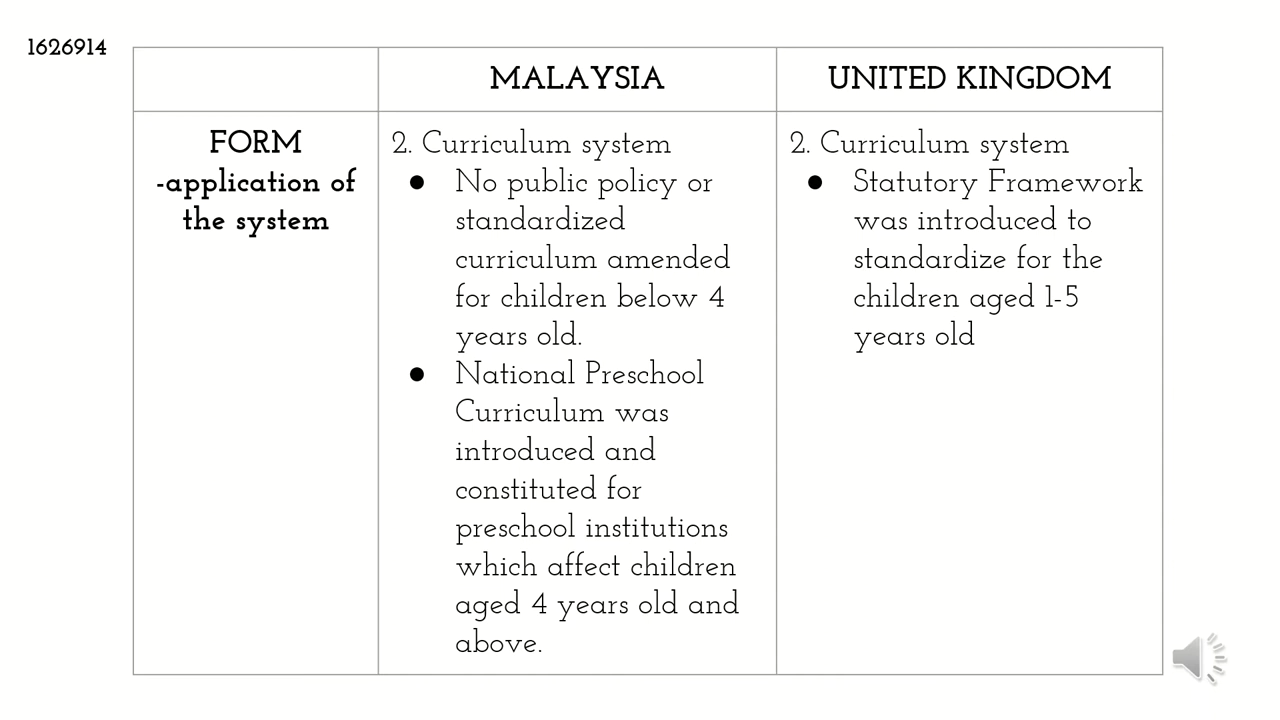 1626914
MALAYSIA
UNITED KINGDOM
FORM
-application of
the system
2. Curriculum system
● No public policy or
standardized
curriculum amended
for children below 4
years old.
● National Preschool
Curriculum was
introduced and
constituted for
preschool institutions
which affect children
aged 4 years old and
above.
2. Curriculum system
● Statutory Framework
was introduced to
standardize for the
children aged 1-5
years old